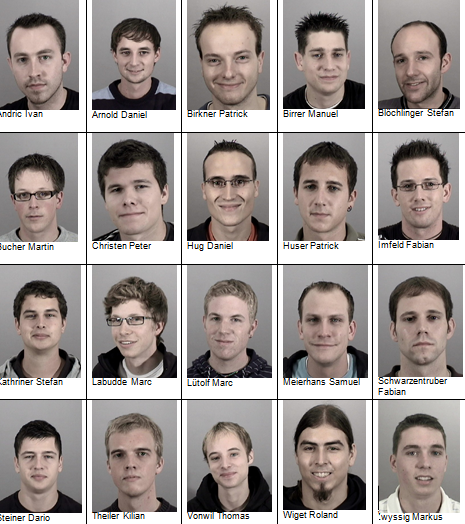 Andric Ivan
Arnold Daniel
Birkner Patrick
Birrer Manuel
Blöchlinger Stefan
Bucher Martin
Christen Peter
Hug Daniel
Huser Patrick
Imfeld Fabian
Kathriner Stefan
Labudde Marc
Lütolf Marc
Meierhans Samuel
Schwarzentruber
Fabian
Steiner Dario
Theiler Kilian
Vonwil Thomas
Wiget Roland
Zwyssig Markus